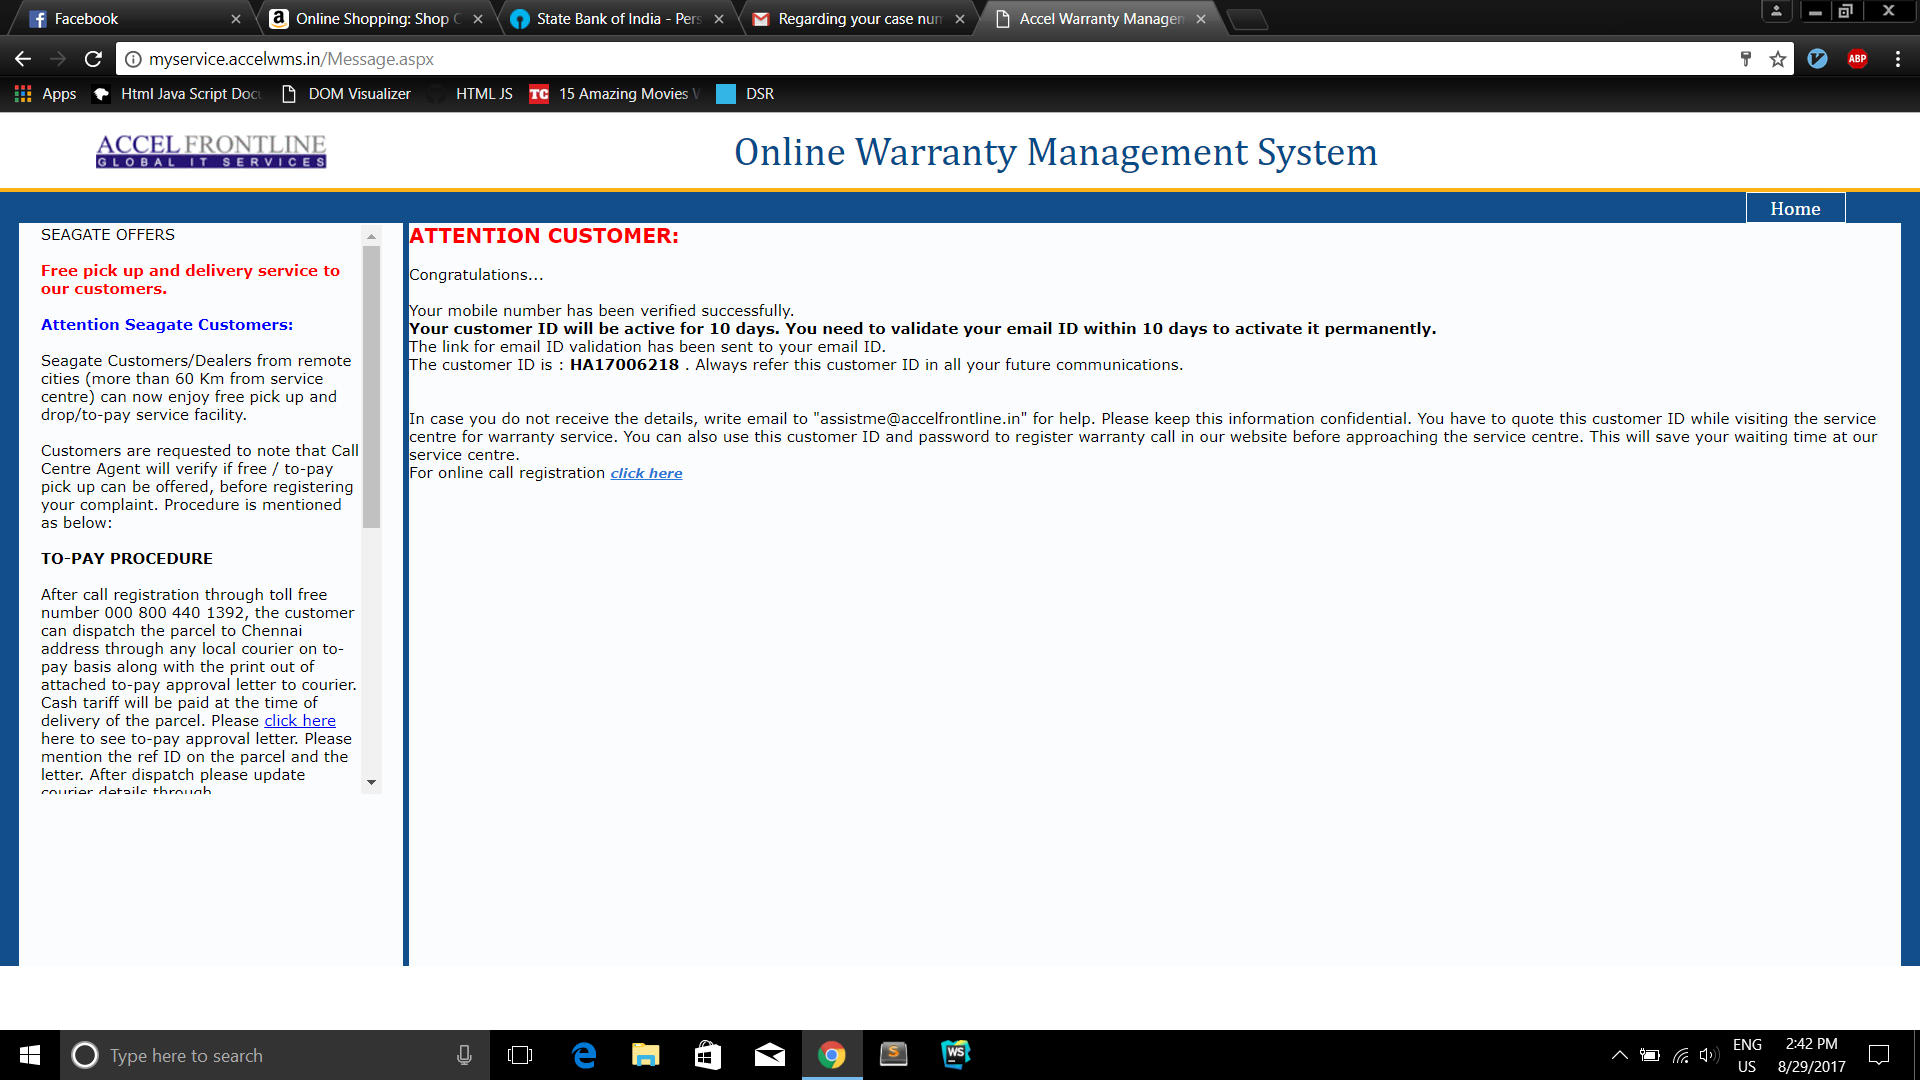 Facebook
Online Shopping: Shop
State Bank of India - Pers
Regarding your case num
Accel Warranty Manager
myservice.accelwms.in/Message.aspx
ABP
Apps
Html Java Script Doc
DOM Visualizer
HTML JS
TC
15 Amazing Movies
DSR
ACCEL FRONTLINE
GLOBAL IT SERVICES
Online Warranty Management System
Home
SEAGATE OFFERS
Free pick up and delivery service to
our customers.
Attention Seagate Customers:
Seagate Customers/Dealers from remote
cities (more than 60 Km from service
centre) can now enjoy free pick up and
drop/to-pay service facility.
Customers are requested to note that Call
Centre Agent will verify if free / to-pay
pick up can be offered, before registering
your complaint. Procedure is mentioned
as below:
TO-PAY PROCEDURE
After call registration through toll free
number 000 800 440 1392, the customer
can dispatch the parcel to Chennai
address through any local courier on to-
pay basis along with the print out of
attached to-pay approval letter to courier.
Cash tariff will be paid at the time of
delivery of the parcel. Please click here
here to see to-pay approval letter. Please
mention the ref ID on the parcel and the
letter. After dispatch please update
courier details through
ATTENTION CUSTOMER:
Congratulations...
Your mobile number has been verified successfully.
Your customer ID will be active for 10 days. You need to validate your email ID within 10 days to activate it permanently.
The link for email ID validation has been sent to your email ID.
The customer ID is : HA17006218 . Always refer this customer ID in all your future communications.
In case you do not receive the details, write email to "assistme@accelfrontline.in" for help. Please keep this information confidential. You have to quote this customer ID while visiting the service
centre for warranty service. You can also use this customer ID and password to register warranty call in our website before approaching the service centre. This will save your waiting time at our
service centre.
For online call registration click here
Type here to search
S
WS
ENG
US
2:42 PM
8/29/2017